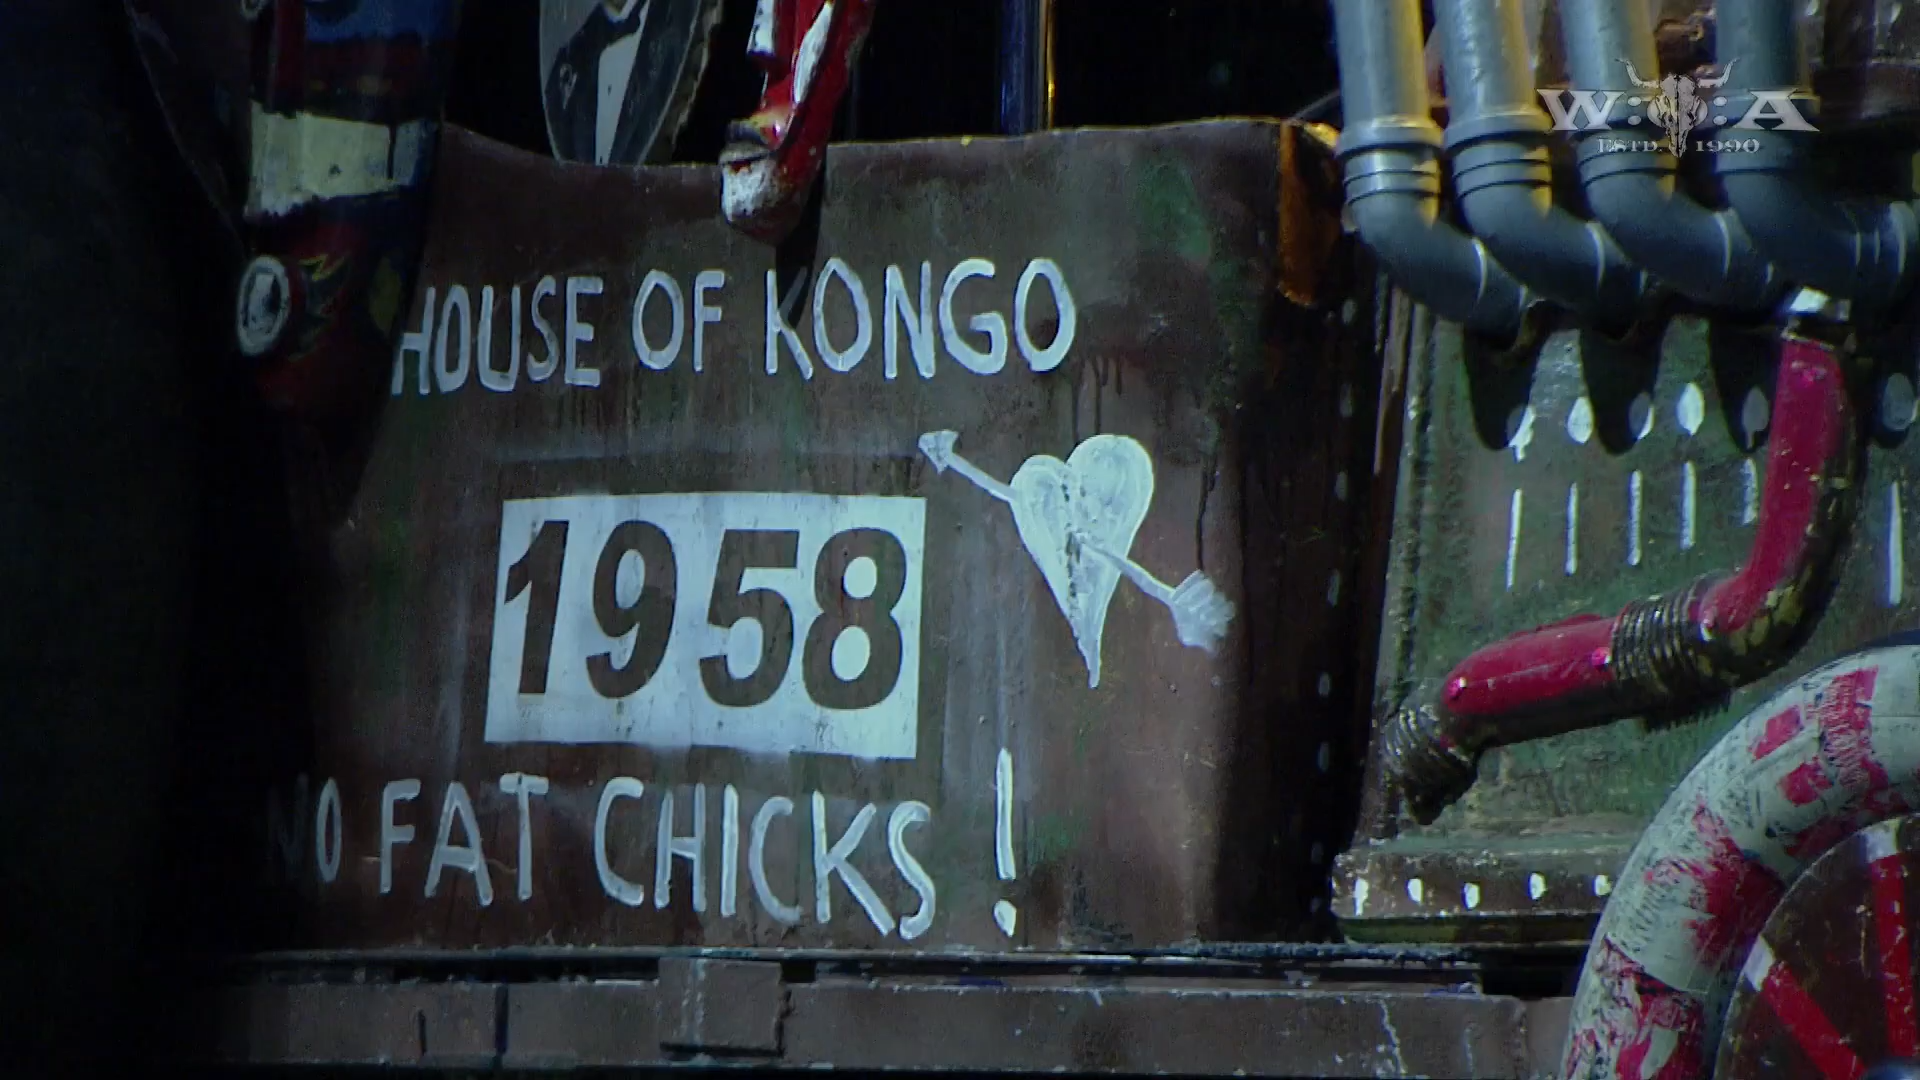 W:O:A
ESTD. 1990
HOUSE OF KONGO
1958
NO FAT CHICKS!